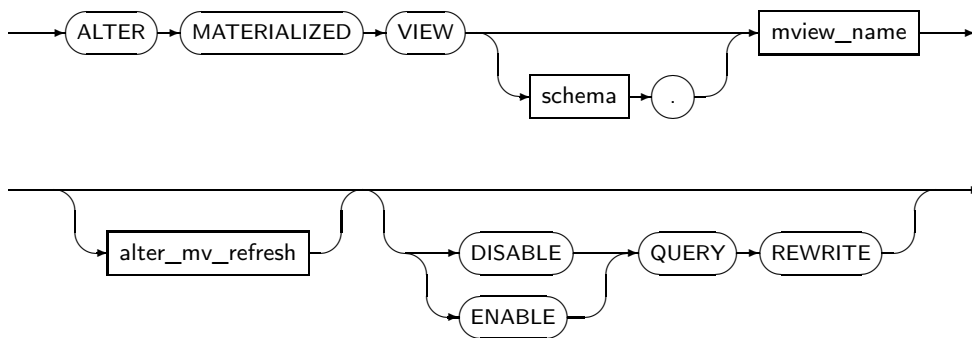 ALTER MATERIALIZED VIEW mview_name
schema .
alter_mv_refresh DISABLE QUERY REWRITE
ENABLE